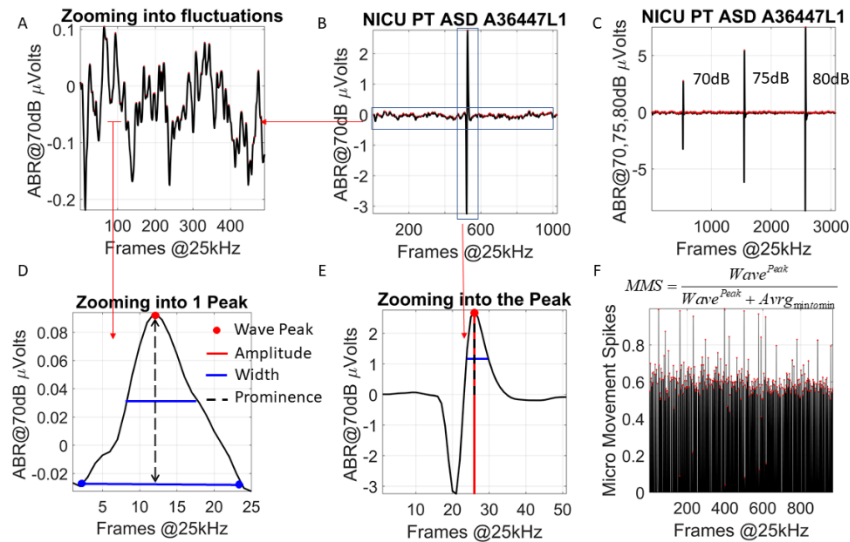 A
Zooming into fluctuations
0.1
0
-0.1
-0.2
ABR@70dB μVolts
0 100 200 300 400
Frames @25kHz
B
NICU PT ASD A36447L1
3
2
1
0
-1
-2
-3
ABR@70dB μVolts
200 600 1000
Frames @25kHz
C
NICU PT ASD A36447L1
5
0
-5
ABR@70,75,80dB μVolts
70dB 75dB 80dB
1000 2000 3000
Frames @25kHz
D
Zooming into 1 Peak
0.08
0.06
0.04
0.02
0
-0.02
ABR@70dB μVolts
5 10 15 20 25
Frames @25kHz
Wave Peak
Amplitude
Width
Prominence
E
Zooming into the Peak
2
1
0
-1
-2
-3
ABR@70dB μVolts
0 10 20 30 40 50
Frames @25kHz
F
MMS = Wave^Peak / (Wave^Peak + Avrg_mintomin)
1
0.8
0.6
0.4
0.2
0
Micro Movement Spikes
200 400 600 800
Frames @25kHz